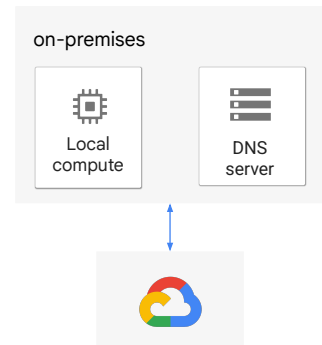 on-premises
Local
compute
DNS
server